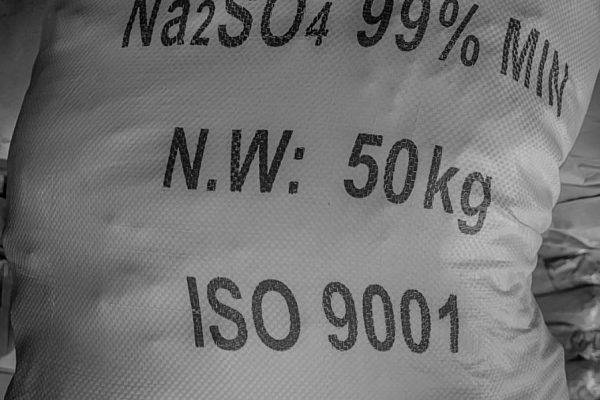 Na2SO4 99% MIN
N.W: 50kg
ISO 9001